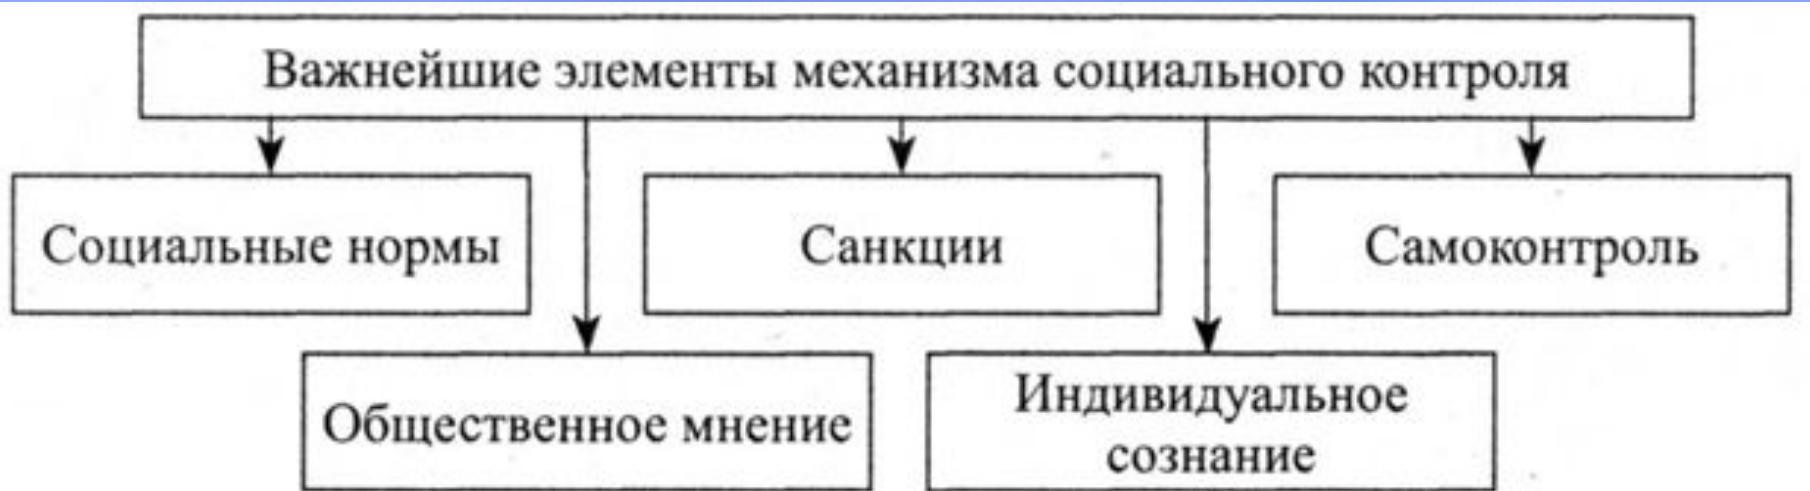 Важнейшие элементы механизма социального контроля
Социальные нормы
Санкции
Самоконтроль
Общественное мнение
Индивидуальное
сознание